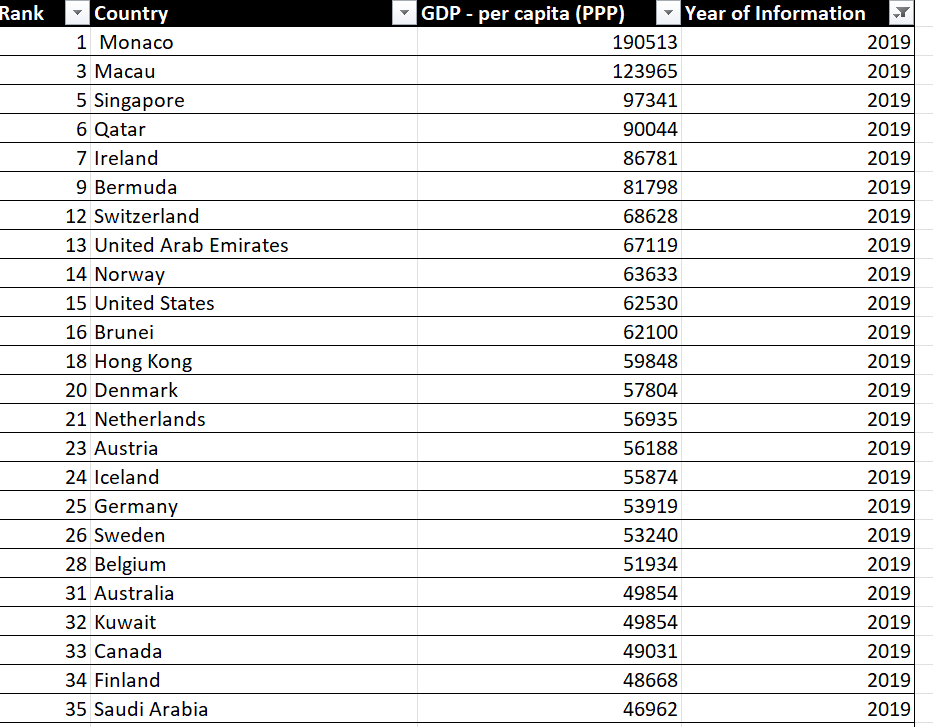 Rank Country GDP - per capita (PPP) Year of Information
1 Monaco 190513 2019
3 Macau 123965 2019
5 Singapore 97341 2019
6 Qatar 90044 2019
7 Ireland 86781 2019
9 Bermuda 81798 2019
12 Switzerland 68628 2019
13 United Arab Emirates 67119 2019
14 Norway 63633 2019
15 United States 62530 2019
16 Brunei 62100 2019
18 Hong Kong 59848 2019
20 Denmark 57804 2019
21 Netherlands 56935 2019
23 Austria 56188 2019
24 Iceland 55874 2019
25 Germany 53919 2019
26 Sweden 53240 2019
28 Belgium 51934 2019
31 Australia 49854 2019
32 Kuwait 49854 2019
33 Canada 49031 2019
34 Finland 48668 2019
35 Saudi Arabia 46962 2019